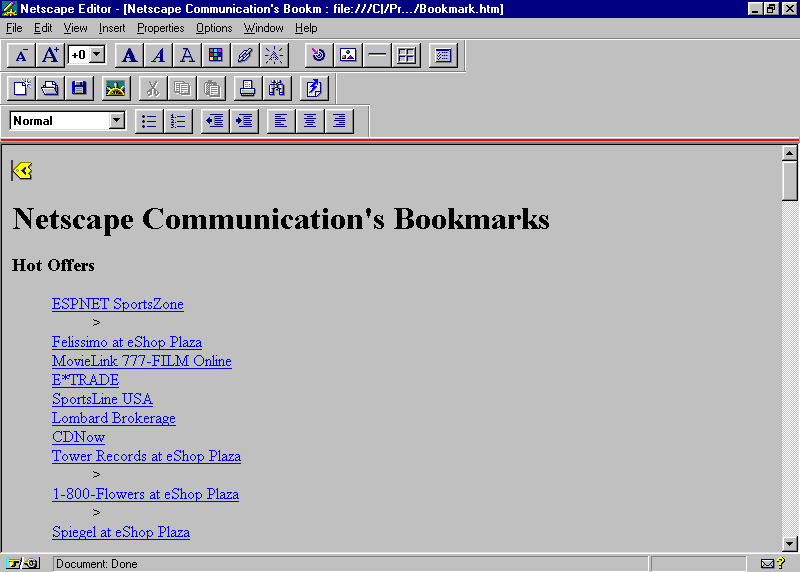 Netscape Editor - [Netscape Communication's Bookm : file:///C|/Pr.../Bookmark.htm]
File Edit View Insert Properties Options Window Help
A- A+ +0 A A A
Normal
Netscape Communication's Bookmarks
Hot Offers
ESPNET SportsZone
>
Felissimo at eShop Plaza
MovieLink 777-FILM Online
E*TRADE
SportsLine USA
Lombard Brokerage
CDNow
Tower Records at eShop Plaza
>
1-800-Flowers at eShop Plaza
>
Spiegel at eShop Plaza
Document: Done